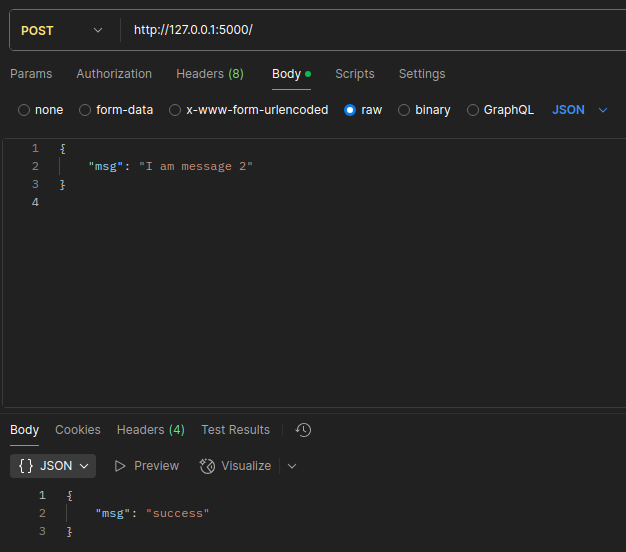 POST http://127.0.0.1:5000/
Params Authorization Headers (8) Body Scripts Settings
none form-data x-www-form-urlencoded raw binary GraphQL JSON
1 {
2 "msg": "I am message 2"
3 }
4
Body Cookies Headers (4) Test Results
{} JSON Preview Visualize
1 {
2 "msg": "success"
3 }